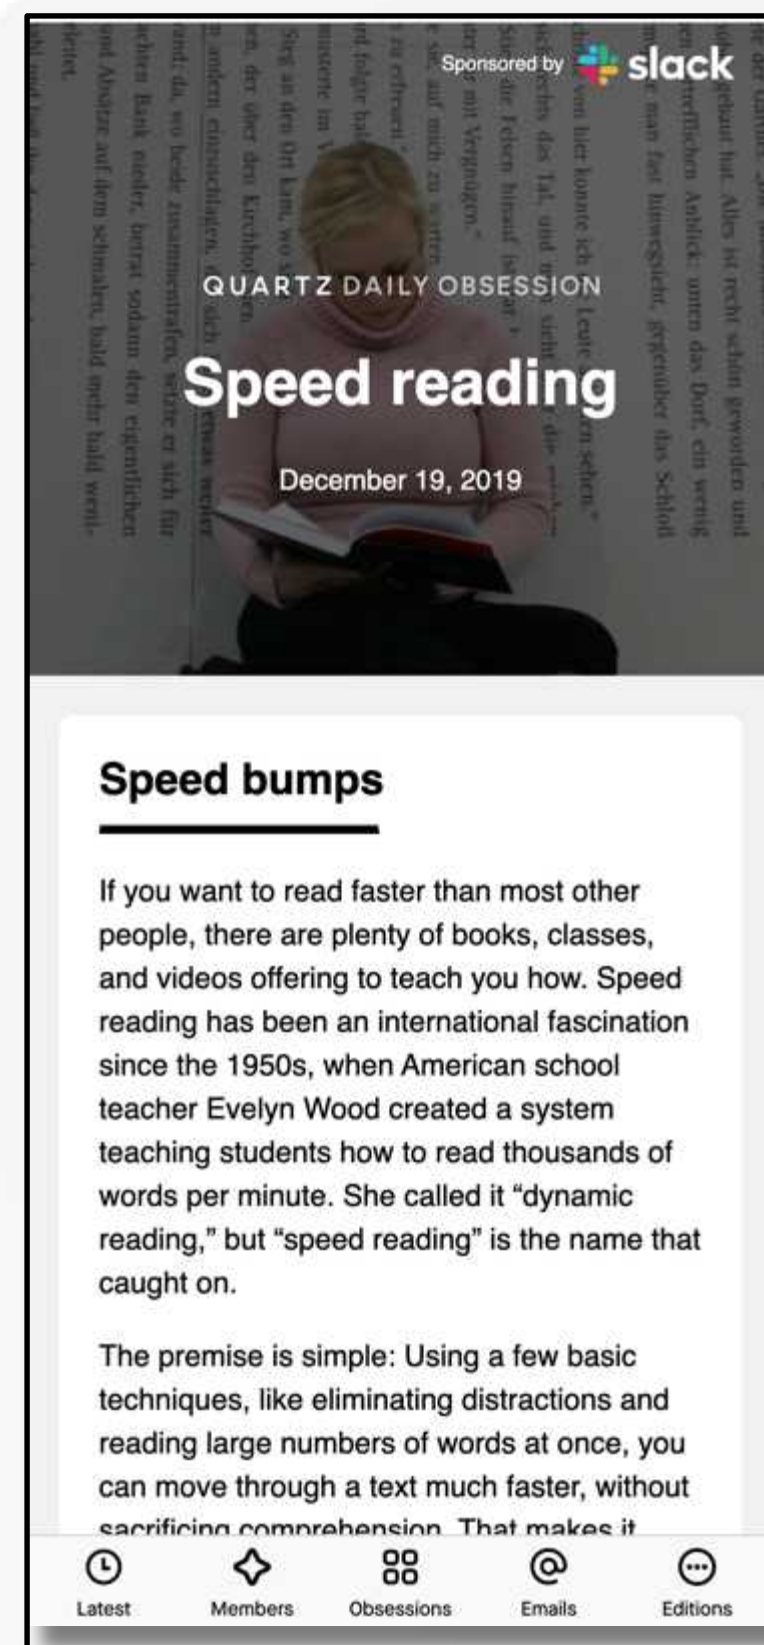 Sponsored by slack
QUARTZ DAILY OBSESSION
Speed reading
December 19, 2019
Speed bumps
If you want to read faster than most other
people, there are plenty of books, classes,
and videos offering to teach you how. Speed
reading has been an international fascination
since the 1950s, when American school
teacher Evelyn Wood created a system
teaching students how to read thousands of
words per minute. She called it “dynamic
reading,” but “speed reading” is the name that
caught on.
The premise is simple: Using a few basic
techniques, like eliminating distractions and
reading large numbers of words at once, you
can move through a text much faster, without
sacrificing comprehension. That makes it
Latest Members Obsessions Emails Editions